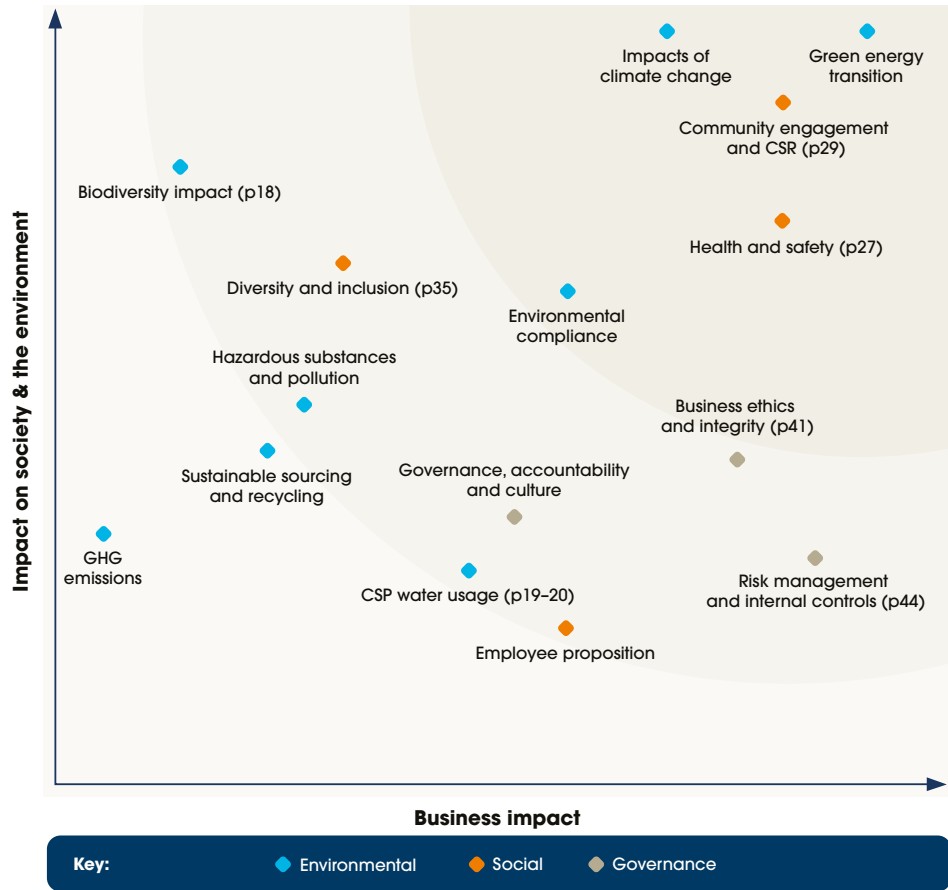 Impact on society & the environment
Impacts of
climate change
Green energy
transition
Community engagement
and CSR (p29)
Biodiversity impact (p18)
Health and safety (p27)
Diversity and inclusion (p35)
Environmental
compliance
Hazardous substances
and pollution
Business ethics
and integrity (p41)
Sustainable sourcing
and recycling
Governance, accountability
and culture
GHG
emissions
CSP water usage (p19–20)
Risk management
and internal controls (p44)
Employee proposition
Business impact
Key:
Environmental
Social
Governance